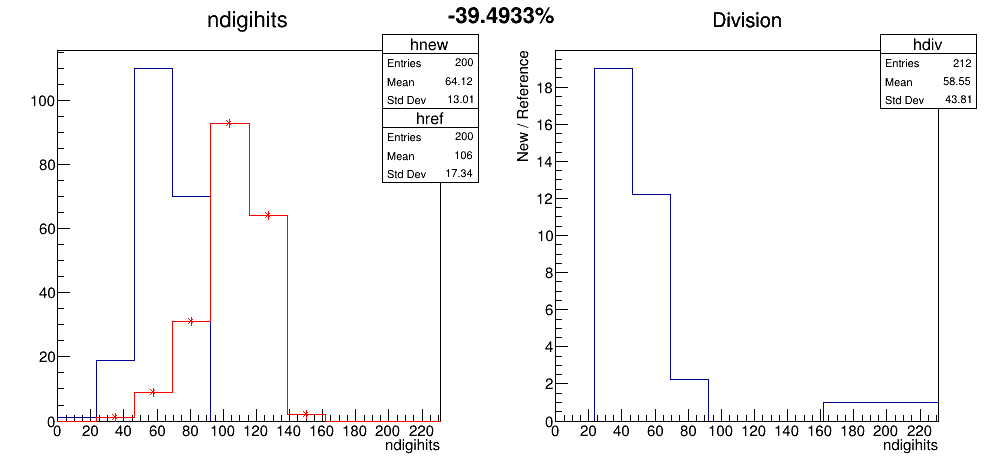 -39.4933%
ndigihits
hnew
Entries 200
Mean 64.12
Std Dev 13.01
href
Entries 200
Mean 106
Std Dev 17.34
100
80
60
40
20
0
0 20 40 60 80 100 120 140 160 180 200 220
ndigihits
Division
hdiv
Entries 212
Mean 58.55
Std Dev 43.81
New / Reference
18
16
14
12
10
8
6
4
2
0
0 20 40 60 80 100 120 140 160 180 200 220
ndigihits